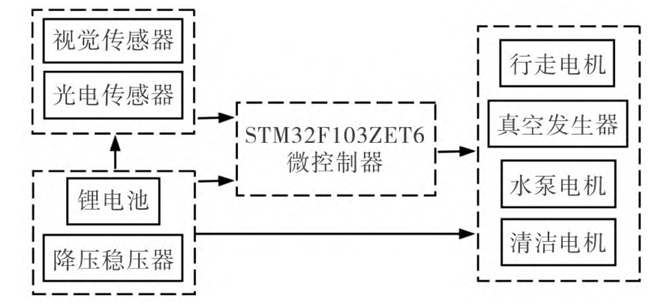 视觉传感器
光电传感器
锂电池
降压稳压器
STM32F103ZET6
微控制器
行走电机
真空发生器
水泵电机
清洁电机